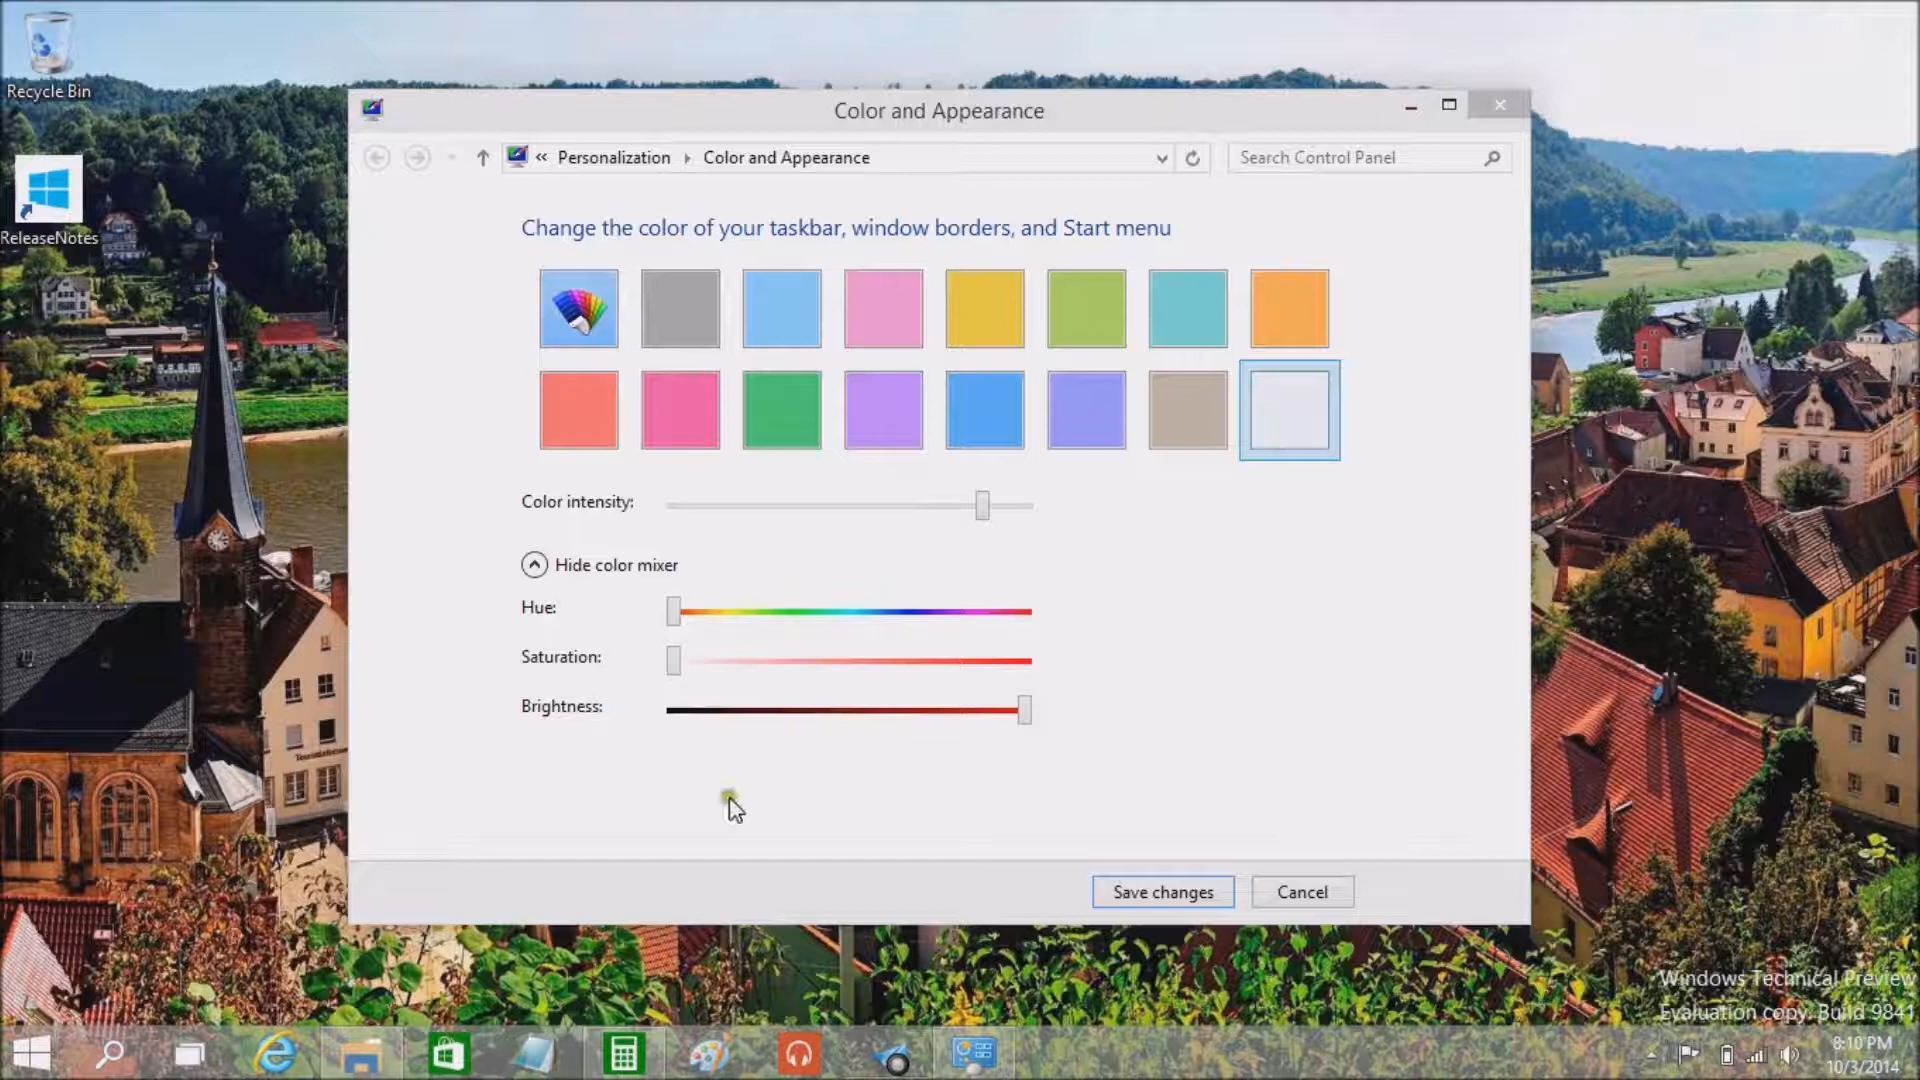 Recycle Bin
ReleaseNotes
Color and Appearance
« Personalization Color and Appearance
Search Control Panel
Change the color of your taskbar, window borders, and Start menu
Color intensity:
Hide color mixer
Hue:
Saturation:
Brightness:
Save changes
Cancel
Windows Technical Preview
Evaluation copy. Build 9841
8:10 PM
10/3/2014